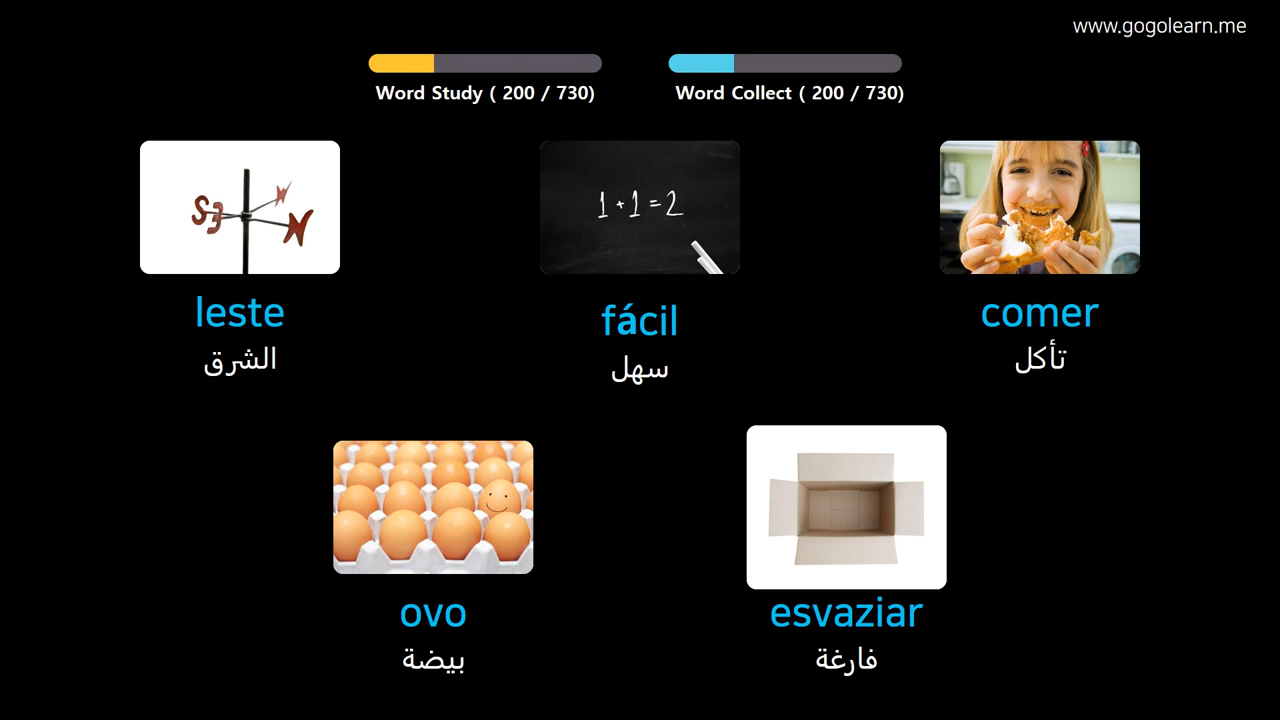 www.gogolearn.me
Word Study ( 200 / 730)
Word Collect ( 200 / 730)
S
E
W
N
1 + 1 = 2
leste
الشرق
fácil
سهل
comer
تأكل
ovo
بيضة
esvaziar
فارغة